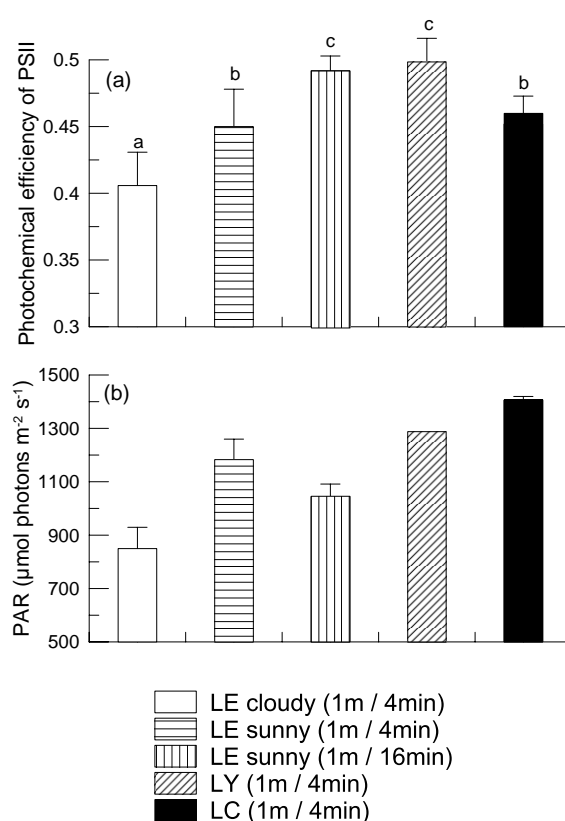 Photochemical efficiency of PSII
(a)
0.5
0.45
0.4
0.35
0.3
a
b
c
c
b
PAR (µmol photons m-2 s-1)
(b)
1500
1300
1100
900
700
500
LE cloudy (1m / 4min)
LE sunny (1m / 4min)
LE sunny (1m / 16min)
LY (1m / 4min)
LC (1m / 4min)